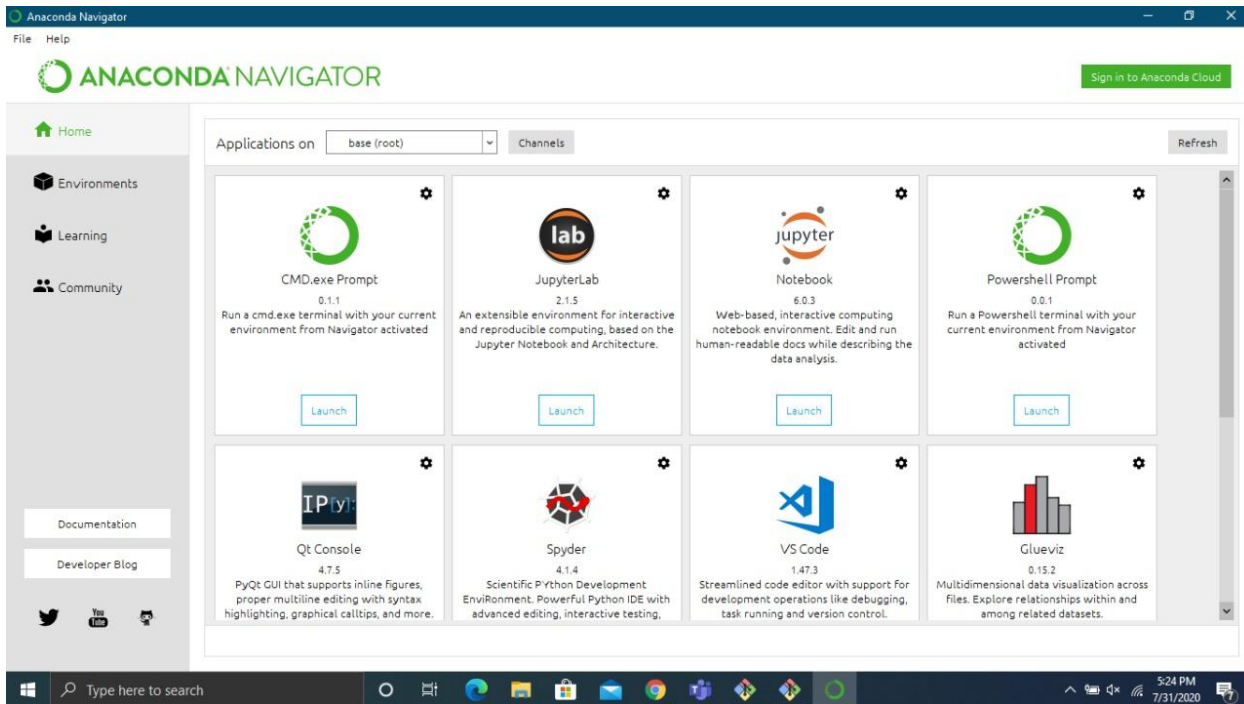 Anaconda Navigator
File Help
ANACONDA NAVIGATOR
Sign in to Anaconda Cloud
Home
Environments
Learning
Community
Documentation
Developer Blog
You
Tube
Applications on base (root) Channels Refresh
CMD.exe Prompt
0.1.1
Run a cmd.exe terminal with your current
environment from Navigator activated
Launch
lab
JupyterLab
2.1.5
An extensible environment for interactive
and reproducible computing, based on the
Jupyter Notebook and Architecture.
Launch
jupyter
Notebook
6.0.3
Web-based, interactive computing
notebook environment. Edit and run
human-readable docs while describing the
data analysis.
Launch
Powershell Prompt
0.0.1
Run a Powershell terminal with your
current environment from Navigator
activated
Launch
IP[y]:
Qt Console
4.7.5
PyQt GUI that supports inline figures,
proper multiline editing with syntax
highlighting, graphical calltips, and more.
Spyder
4.1.4
Scientific PYthon Development
EnviRonment. Powerful Python IDE with
advanced editing, interactive testing,
VS Code
1.47.3
Streamlined code editor with support for
development operations like debugging,
task running and version control.
Glueviz
0.15.2
Multidimensional data visualization across
files. Explore relationships within and
among related datasets.
Type here to search
5:24 PM
7/31/2020
7